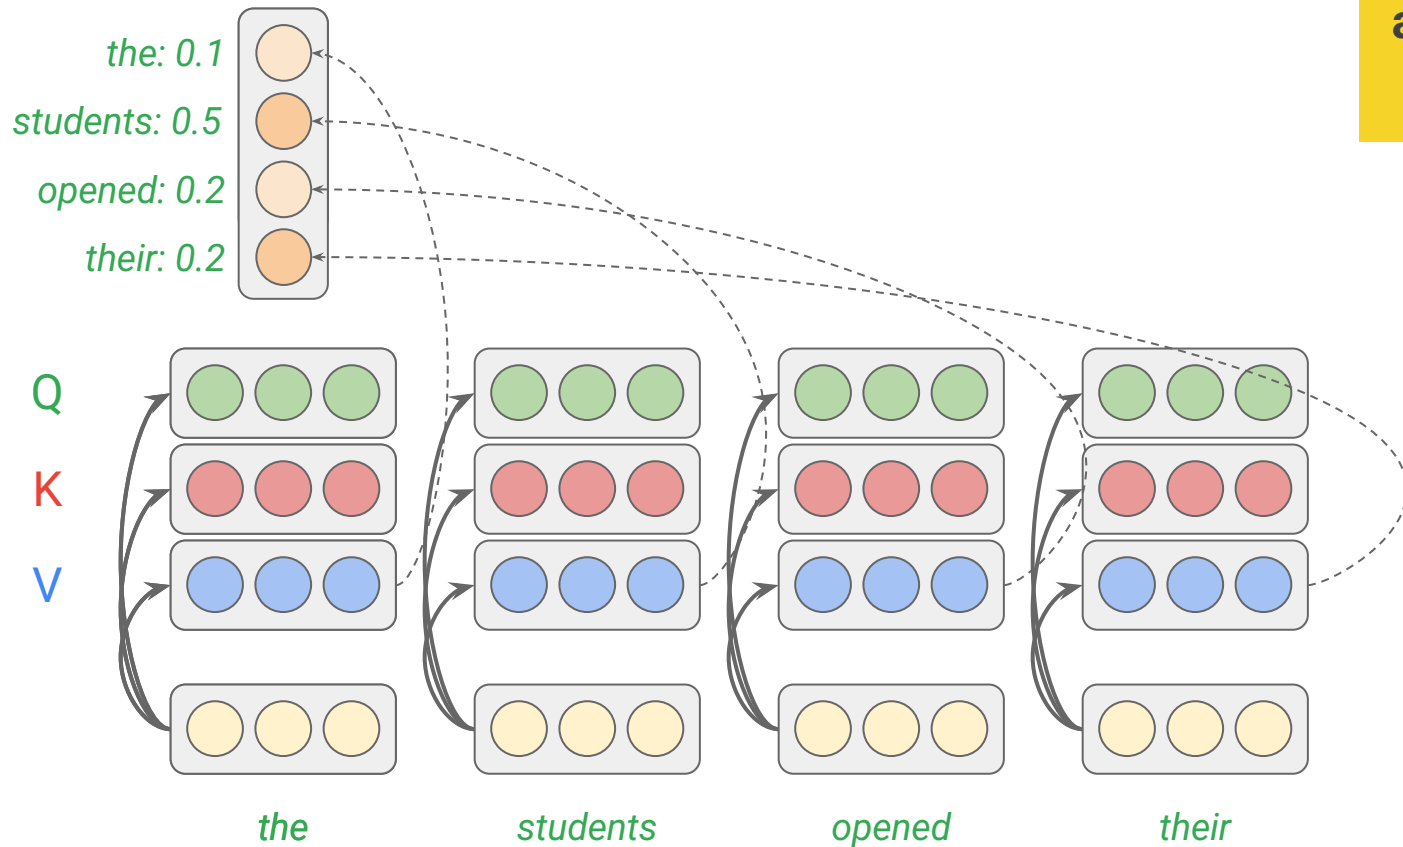 the: 0.1
students: 0.5
opened: 0.2
their: 0.2
Q
K
V
the
students
opened
their